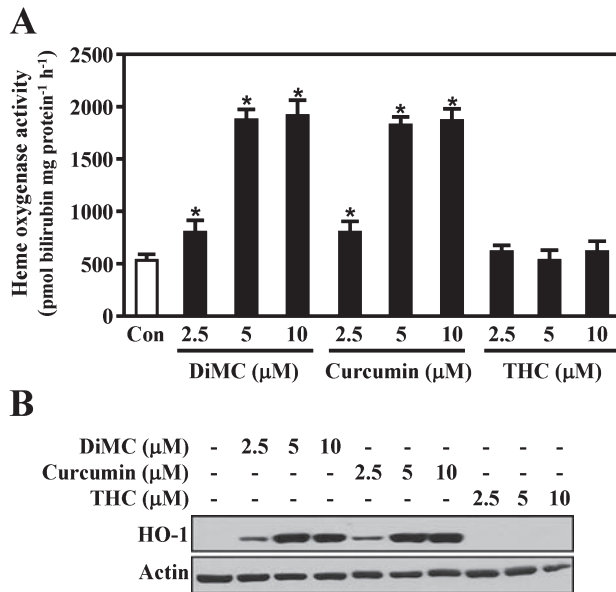 A
Heme oxygenase activity
(pmol bilirubin mg protein⁻¹ h⁻¹)
2500
2000
1500
1000
500
0
* * * * * *
Con 2.5 5 10 2.5 5 10 2.5 5 10
DiMC (μM) Curcumin (μM) THC (μM)
B
DiMC (μM) - 2.5 5 10 - - - - - -
Curcumin (μM) - - - - 2.5 5 10 - - -
THC (μM) - - - - - - - 2.5 5 10
HO-1
Actin